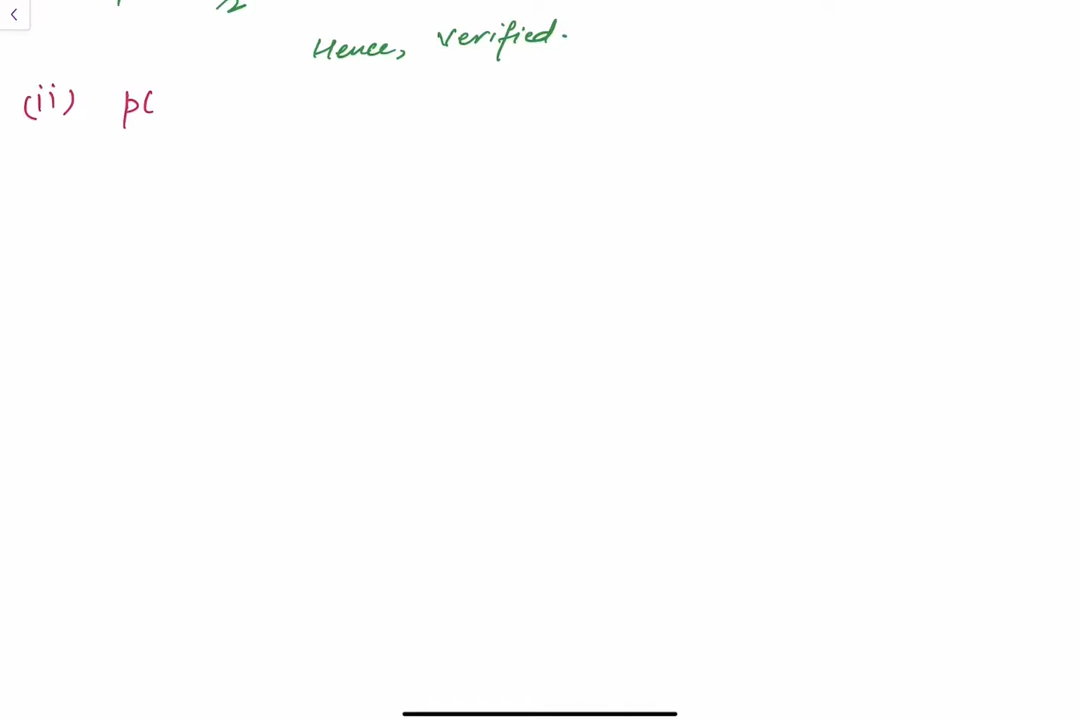 Hence, verified.
(ii) p(